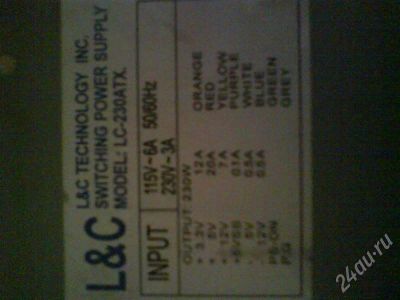 L&C
L&C TECHNOLOGY INC.
SWITCHING POWER SUPPLY
MODEL: LC-230ATX.
INPUT
115V~6A 50/60Hz
230V~3A
OUTPUT 230W
+ 3.3V 12A ORANGE
+ 5V 20A RED
+ 12V 7A YELLOW
+5VSB 0.1A PURPLE
- 5V 0.5A WHITE
- 12V 0.5A BLUE
PS-ON GREEN
P.G GREY
24au.ru